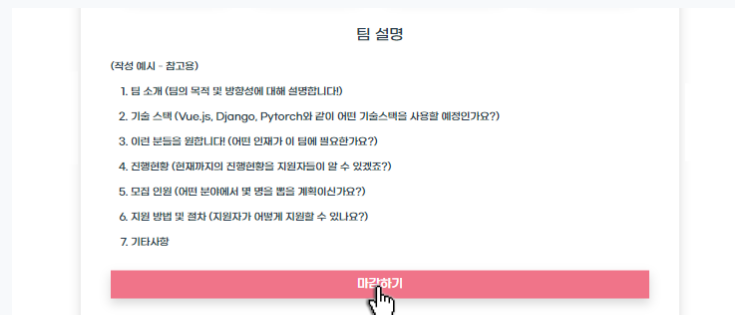 팀 설명
(작성 예시 - 참고용)
1. 팀 소개 (팀의 목적 및 방향성에 대해 설명합니다!)
2. 기술 스택 (Vue.js, Django, Pytorch와 같이 어떤 기술스택을 사용할 예정인가요?)
3. 이런 분들을 원합니다! (어떤 인재가 이 팀에 필요한가요?)
4. 진행현황 (현재까지의 진행현황을 지원자들이 알 수 있겠죠?)
5. 모집 인원 (어떤 분야에서 몇 명을 뽑을 계획이신가요?)
6. 지원 방법 및 절차 (지원자가 어떻게 지원할 수 있나요?)
7. 기타사항
마감하기